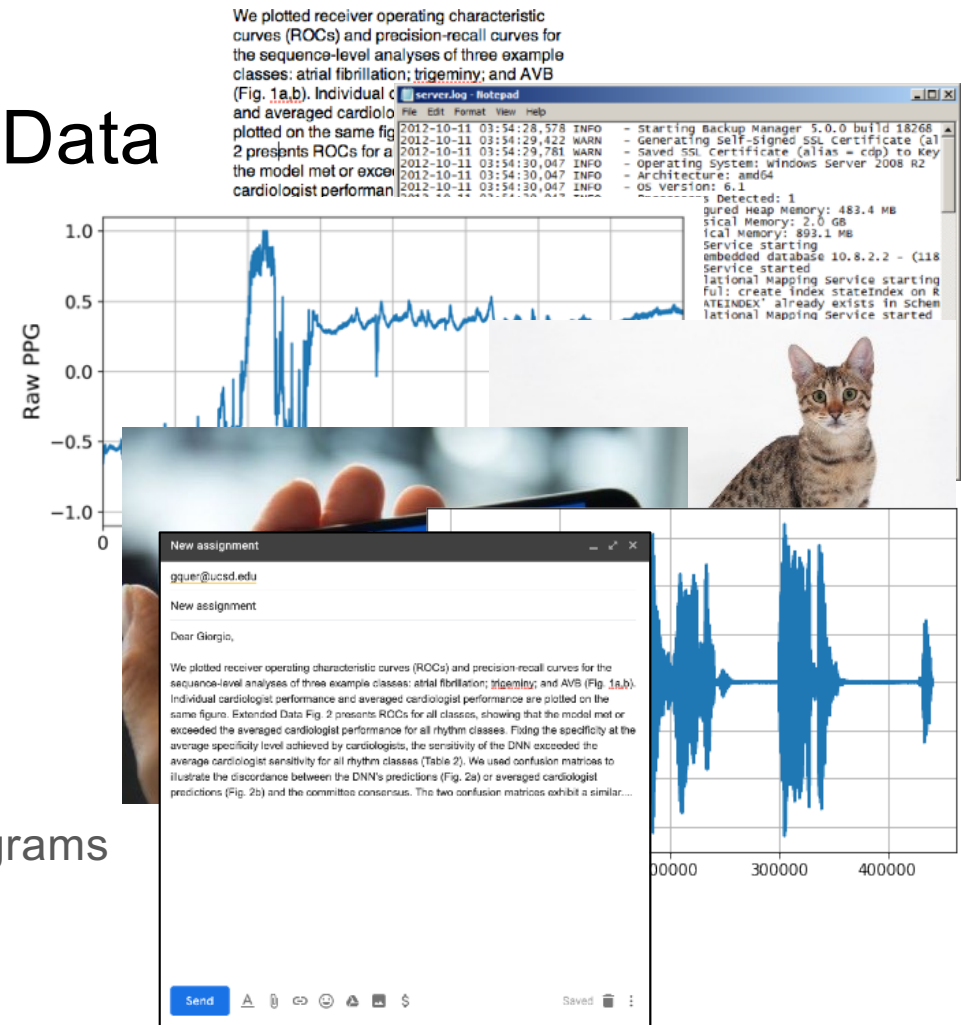 We plotted receiver operating characteristic
curves (ROCs) and precision-recall curves for
the sequence-level analyses of three example
classes: atrial fibrillation; trigeminy; and AVB
(Fig. 1a,b). Individual
and averaged cardiolo
plotted on the same fig
2 presents ROCs for a
the model met or excee
cardiologist performan
Data
server.log - Notepad
File Edit Format View Help
2012-10-11 03:54:28,578 INFO - Starting Backup Manager 5.0.0 build 18268
2012-10-11 03:54:29,422 WARN - Generating Self-Signed SSL Certificate (al
2012-10-11 03:54:29,781 WARN - Saved SSL Certificate (alias = cdp) to Key
2012-10-11 03:54:30,047 INFO - Operating System: Windows Server 2008 R2
2012-10-11 03:54:30,047 INFO - Architecture: amd64
2012-10-11 03:54:30,047 INFO - OS Version: 6.1
s Detected: 1
gured Heap Memory: 483.4 MB
sical Memory: 2.0 GB
ical Memory: 893.1 MB
Service starting
embedded database 10.8.2.2 - (118
Service started
lational Mapping Service starting
ful: create index stateIndex on R
ATEINDEX' already exists in Schem
lational Mapping Service started
Raw PPG
1.0
0.5
0.0
−0.5
−1.0
0
New assignment
gquer@ucsd.edu
New assignment
Dear Giorgio,
We plotted receiver operating characteristic curves (ROCs) and precision-recall curves for the
sequence-level analyses of three example classes: atrial fibrillation; trigeminy; and AVB (Fig. 1a,b).
Individual cardiologist performance and averaged cardiologist performance are plotted on the
same figure. Extended Data Fig. 2 presents ROCs for all classes, showing that the model met or
exceeded the averaged cardiologist performance for all rhythm classes. Fixing the specificity at the
average specificity level achieved by cardiologists, the sensitivity of the DNN exceeded the
average cardiologist sensitivity for all rhythm classes (Table 2). We used confusion matrices to
illustrate the discordance between the DNN's predictions (Fig. 2a) or averaged cardiologist
predictions (Fig. 2b) and the committee consensus. The two confusion matrices exhibit a similar....
Send
Saved
grams
00000
300000
400000